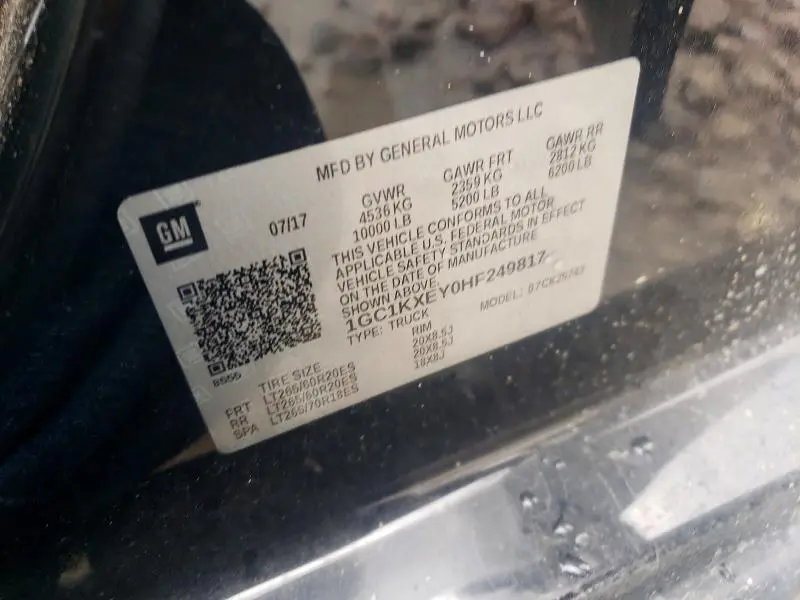 MFD BY GENERAL MOTORS LLC
GM
07/17
GVWR GAWR FRT GAWR RR
4536 KG 2359 KG 2812 KG
10000 LB 5200 LB 6200 LB
THIS VEHICLE CONFORMS TO ALL
APPLICABLE U.S. FEDERAL MOTOR
VEHICLE SAFETY STANDARDS IN EFFECT
ON THE DATE OF MANUFACTURE
SHOWN ABOVE.
1GC1KXEY0HF249817
TYPE: TRUCK MODEL:
8555
TIRE SIZE RIM
FRT LT265/60R20ES 20X8.5J
RR LT265/60R20ES 20X8.5J
SPA LT265/70R18ES 18X8J